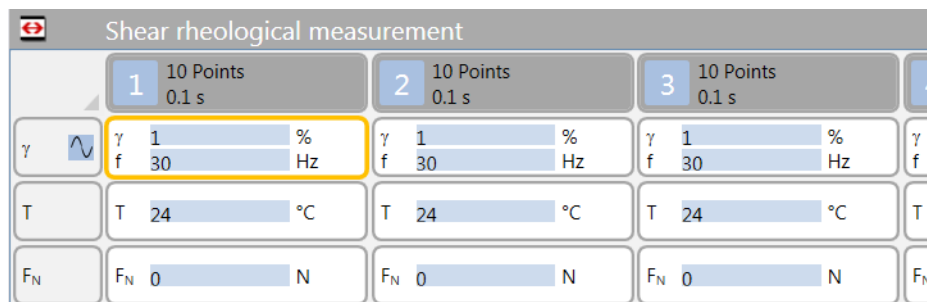 Shear rheological measurement
1 10 Points 2 10 Points 3 10 Points
0.1 s 0.1 s 0.1 s
γ γ 1 % γ 1 % γ 1 % γ
f 30 Hz f 30 Hz f 30 Hz f
T T 24 °C T 24 °C T 24 °C T
FN FN 0 N FN 0 N FN 0 N